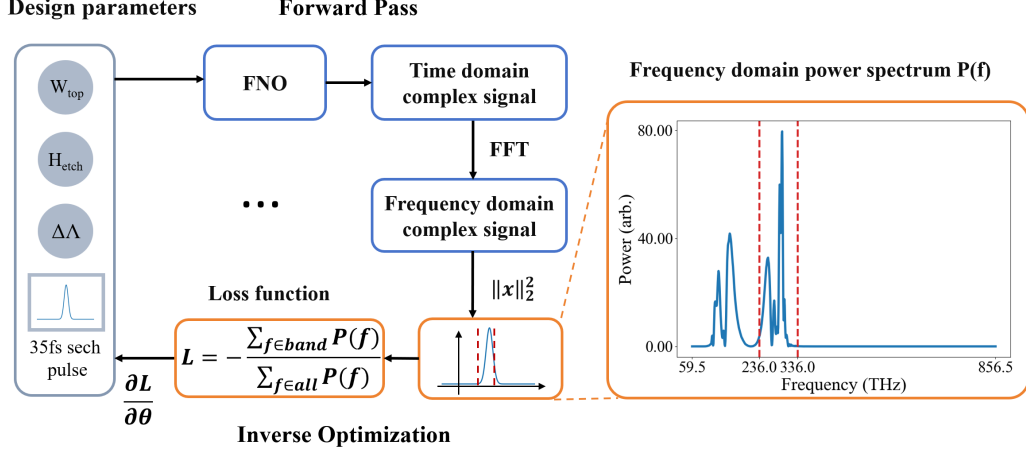 Design parameters
Forward Pass
W_top
H_etch
ΔΛ
35fs sech
pulse
FNO
Time domain
complex signal
FFT
...
Frequency domain
complex signal
‖x‖₂²
Loss function
L = − ∑_{f∈band} P(f) / ∑_{f∈all} P(f)
∂L
∂θ
Inverse Optimization
Frequency domain power spectrum P(f)
80.00
40.00
0.00
Power (arb.)
59.5 236.0 336.0 856.5
Frequency (THz)